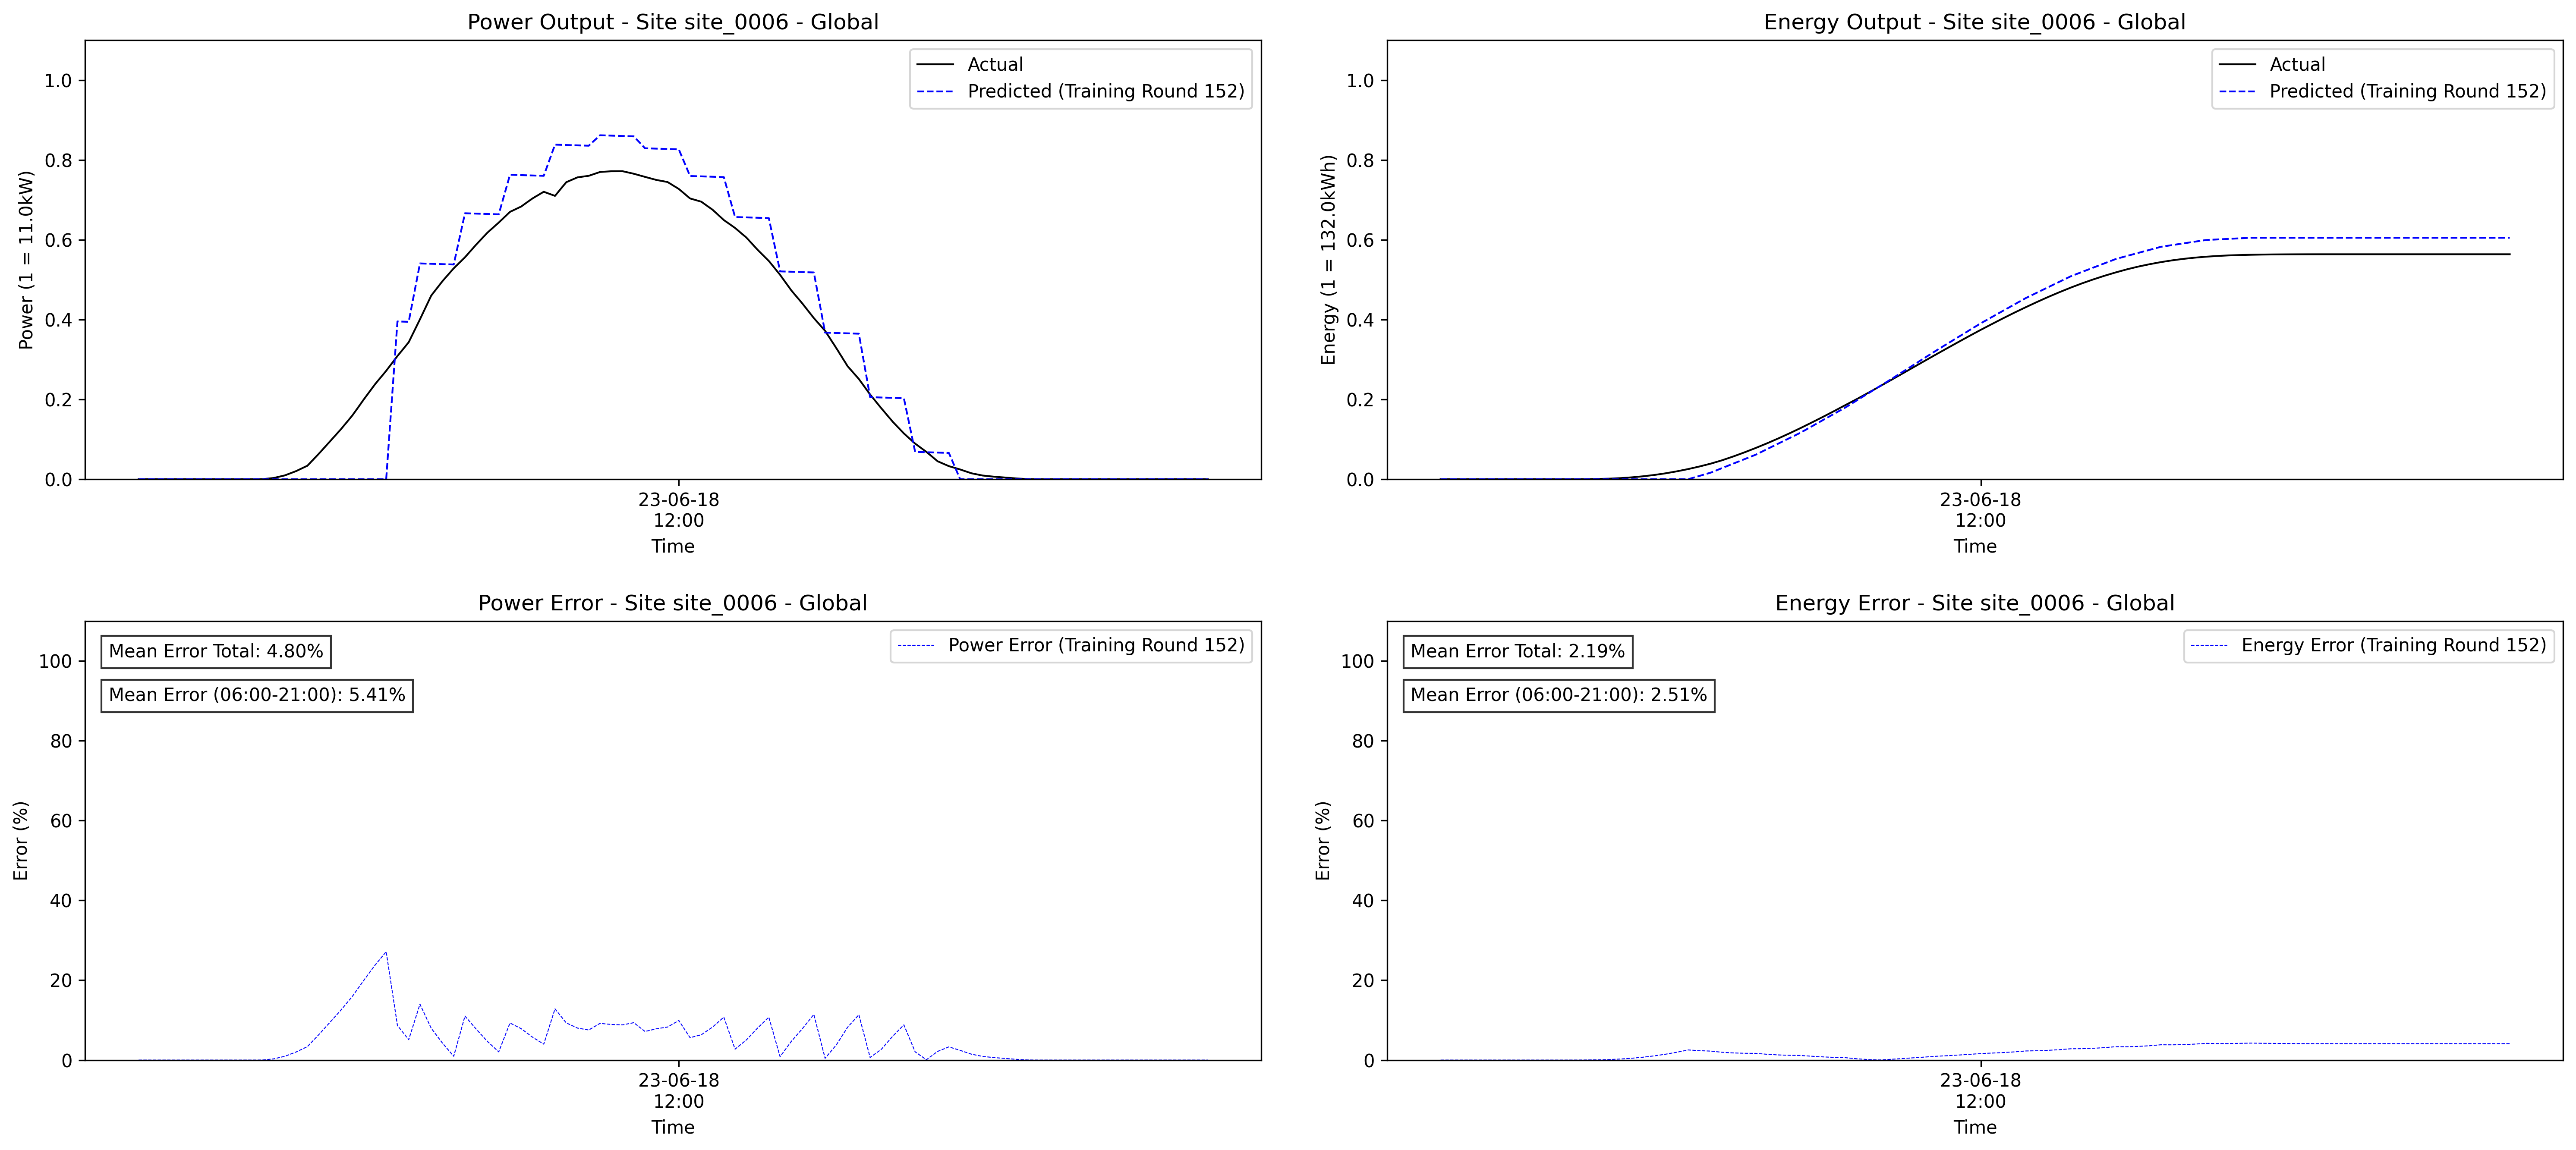 Power Output - Site site_0006 - Global
Power (1 = 11.0kW)
1.0
0.8
0.6
0.4
0.2
0.0
Actual
Predicted (Training Round 152)
23-06-18
12:00
Time
Energy Output - Site site_0006 - Global
Energy (1 = 132.0kWh)
1.0
0.8
0.6
0.4
0.2
0.0
Actual
Predicted (Training Round 152)
23-06-18
12:00
Time
Power Error - Site site_0006 - Global
Error (%)
100
80
60
40
20
0
Mean Error Total: 4.80%
Mean Error (06:00-21:00): 5.41%
Power Error (Training Round 152)
23-06-18
12:00
Time
Energy Error - Site site_0006 - Global
Error (%)
100
80
60
40
20
0
Mean Error Total: 2.19%
Mean Error (06:00-21:00): 2.51%
Energy Error (Training Round 152)
23-06-18
12:00
Time